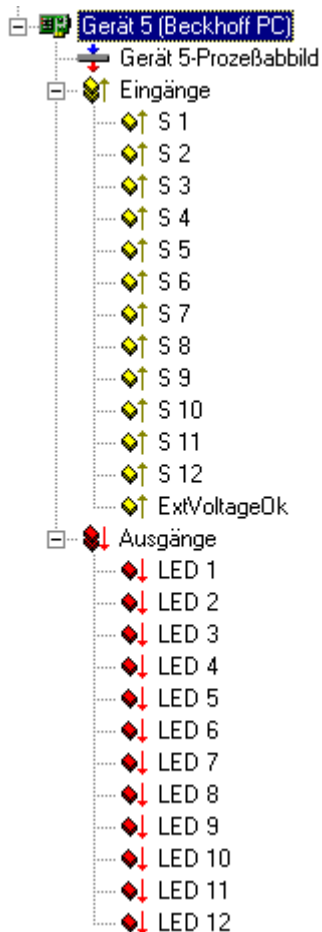 Gerät 5 (Beckhoff PC)
Gerät 5-Prozeßabbild
Eingänge
S 1
S 2
S 3
S 4
S 5
S 6
S 7
S 8
S 9
S 10
S 11
S 12
ExtVoltageOk
Ausgänge
LED 1
LED 2
LED 3
LED 4
LED 5
LED 6
LED 7
LED 8
LED 9
LED 10
LED 11
LED 12